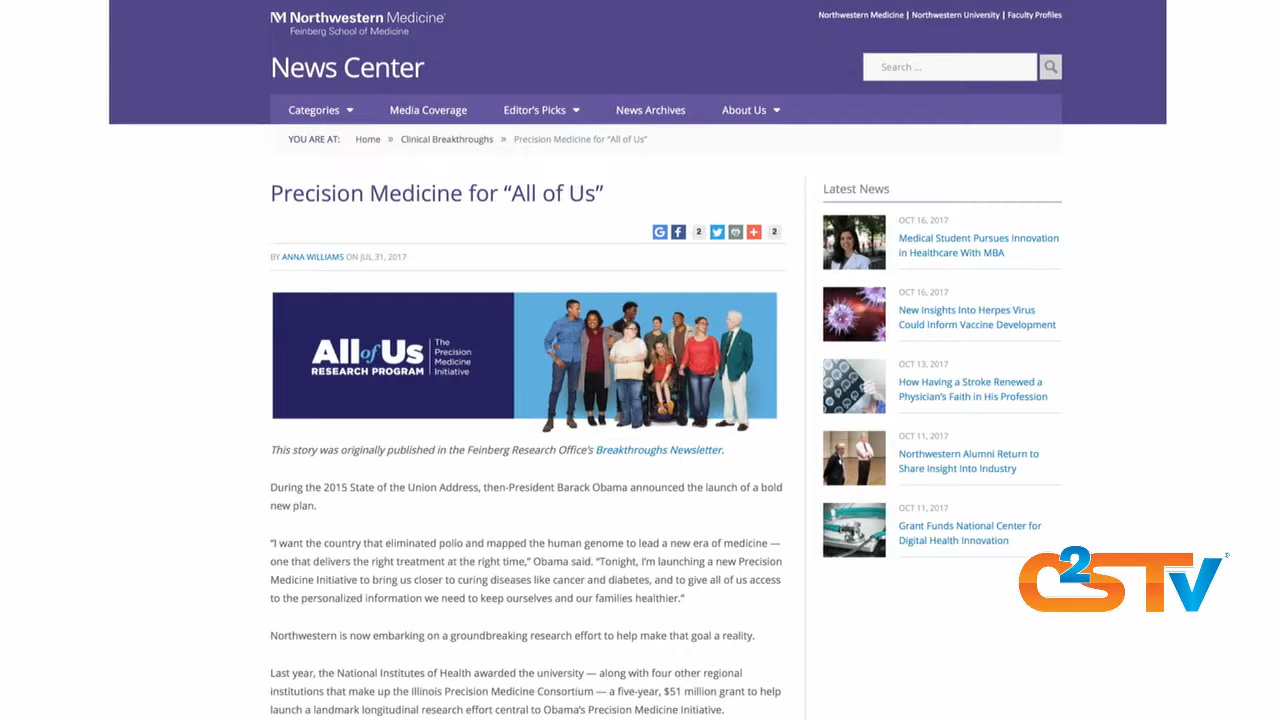 Northwestern Medicine
Feinberg School of Medicine
Northwestern Medicine | Northwestern University | Faculty Profiles
News Center
Search ...
Categories Media Coverage Editor's Picks News Archives About Us
YOU ARE AT: Home » Clinical Breakthroughs » Precision Medicine for “All of Us”
Precision Medicine for “All of Us”
2 2
BY ANNA WILLIAMS ON JUL 31, 2017
All of Us
RESEARCH PROGRAM
The
Precision
Medicine
Initiative
This story was originally published in the Feinberg Research Office's Breakthroughs Newsletter.
During the 2015 State of the Union Address, then-President Barack Obama announced the launch of a bold
new plan.
“I want the country that eliminated polio and mapped the human genome to lead a new era of medicine —
one that delivers the right treatment at the right time,” Obama said. “Tonight, I'm launching a new Precision
Medicine Initiative to bring us closer to curing diseases like cancer and diabetes, and to give all of us access
to the personalized information we need to keep ourselves and our families healthier.”
Northwestern is now embarking on a groundbreaking research effort to help make that goal a reality.
Last year, the National Institutes of Health awarded the university — along with four other regional
institutions that make up the Illinois Precision Medicine Consortium — a five-year, $51 million grant to help
launch a landmark longitudinal research effort central to Obama's Precision Medicine Initiative.
Latest News
OCT 16, 2017
Medical Student Pursues Innovation
in Healthcare With MBA
OCT 16, 2017
New Insights Into Herpes Virus
Could Inform Vaccine Development
OCT 13, 2017
How Having a Stroke Renewed a
Physician's Faith in His Profession
OCT 11, 2017
Northwestern Alumni Return to
Share Insight Into Industry
OCT 11, 2017
Grant Funds National Center for
Digital Health Innovation
C2STV